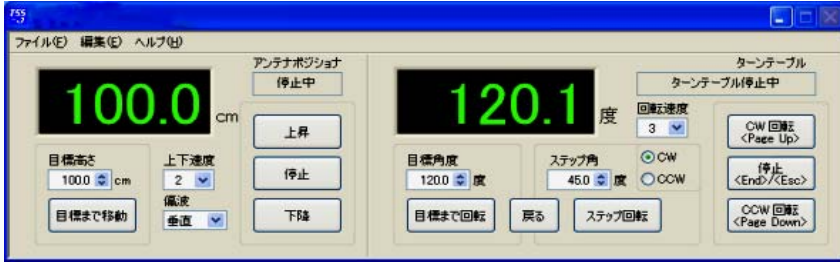 ファイル(F) 編集(E) ヘルプ(H)
アンテナポジショナ
停止中
100.0 cm
上昇
停止
下降
目標高さ
100.0 cm
目標まで移動
上下速度
2
偏波
垂直
ターンテーブル
ターンテーブル停止中
120.1 度
回転速度
3
目標角度
120.0 度
目標まで回転
戻る
ステップ角
45.0 度
CW
CCW
ステップ回転
CW 回転
<Page Up>
停止
<End>/<Esc>
CCW 回転
<Page Down>